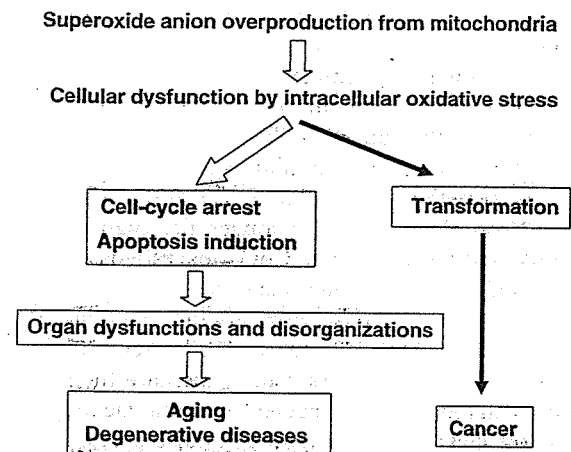 Superoxide anion overproduction from mitochondria
Cellular dysfunction by intracellular oxidative stress
Cell-cycle arrest
Apoptosis induction
Transformation
Organ dysfunctions and disorganizations
Aging
Degenerative diseases
Cancer